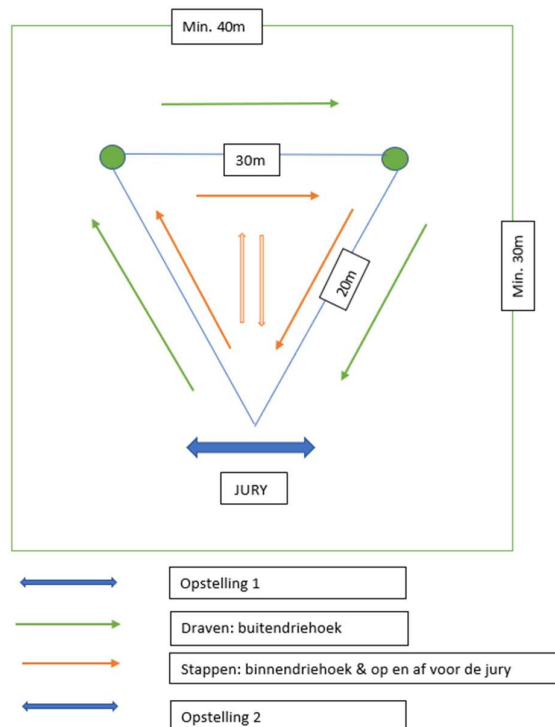 Min. 40m
30m
20m
Min. 30m
JURY
Opstelling 1
Draven: buitendriehoek
Stappen: binnendriehoek & op en af voor de jury
Opstelling 2